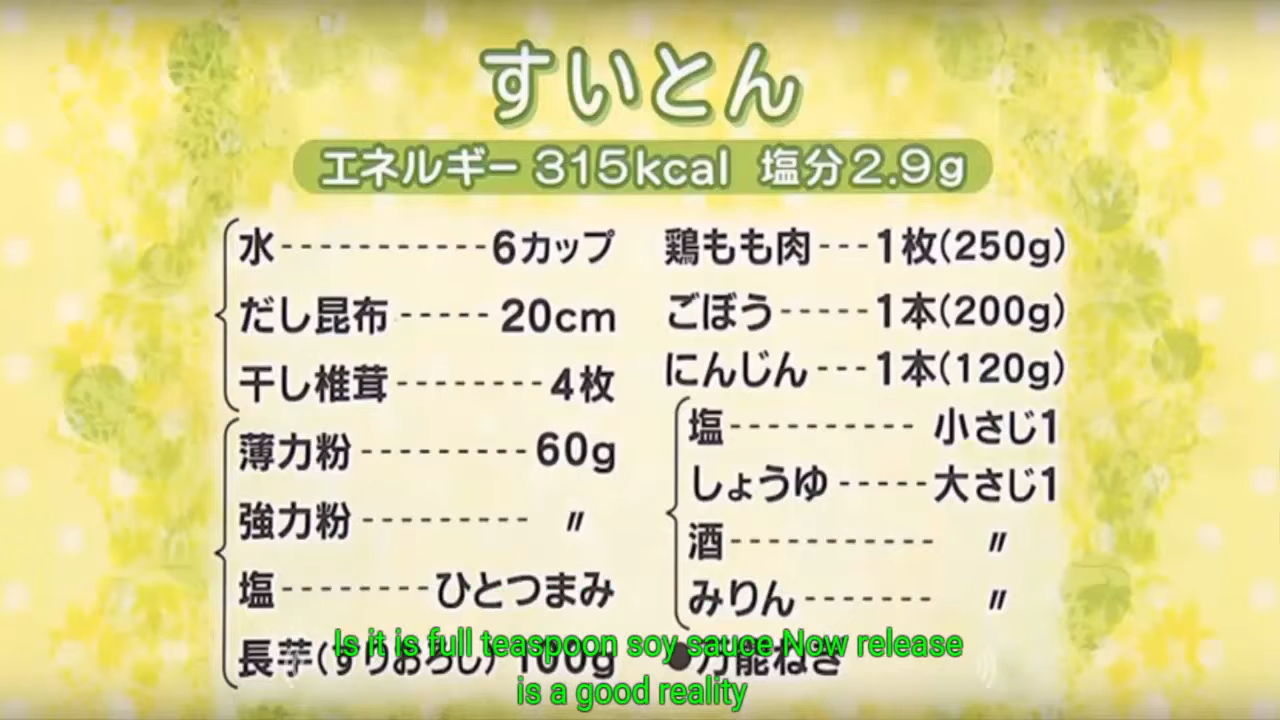 すいとん
エネルギー 315kcal 塩分2.9g
水-----------6カップ
だし昆布-----20cm
干し椎茸--------4枚
薄力粉---------60g
強力粉--------- 〃
塩--------ひとつまみ
長芋(すりおろし) 100g
鶏もも肉---1枚(250g)
ごぼう-----1本(200g)
にんじん---1本(120g)
塩---------- 小さじ1
しょうゆ-----大さじ1
酒----------- 〃
みりん------- 〃
●万能ねぎ
Is it is full teaspoon soy sauce Now release
is a good reality